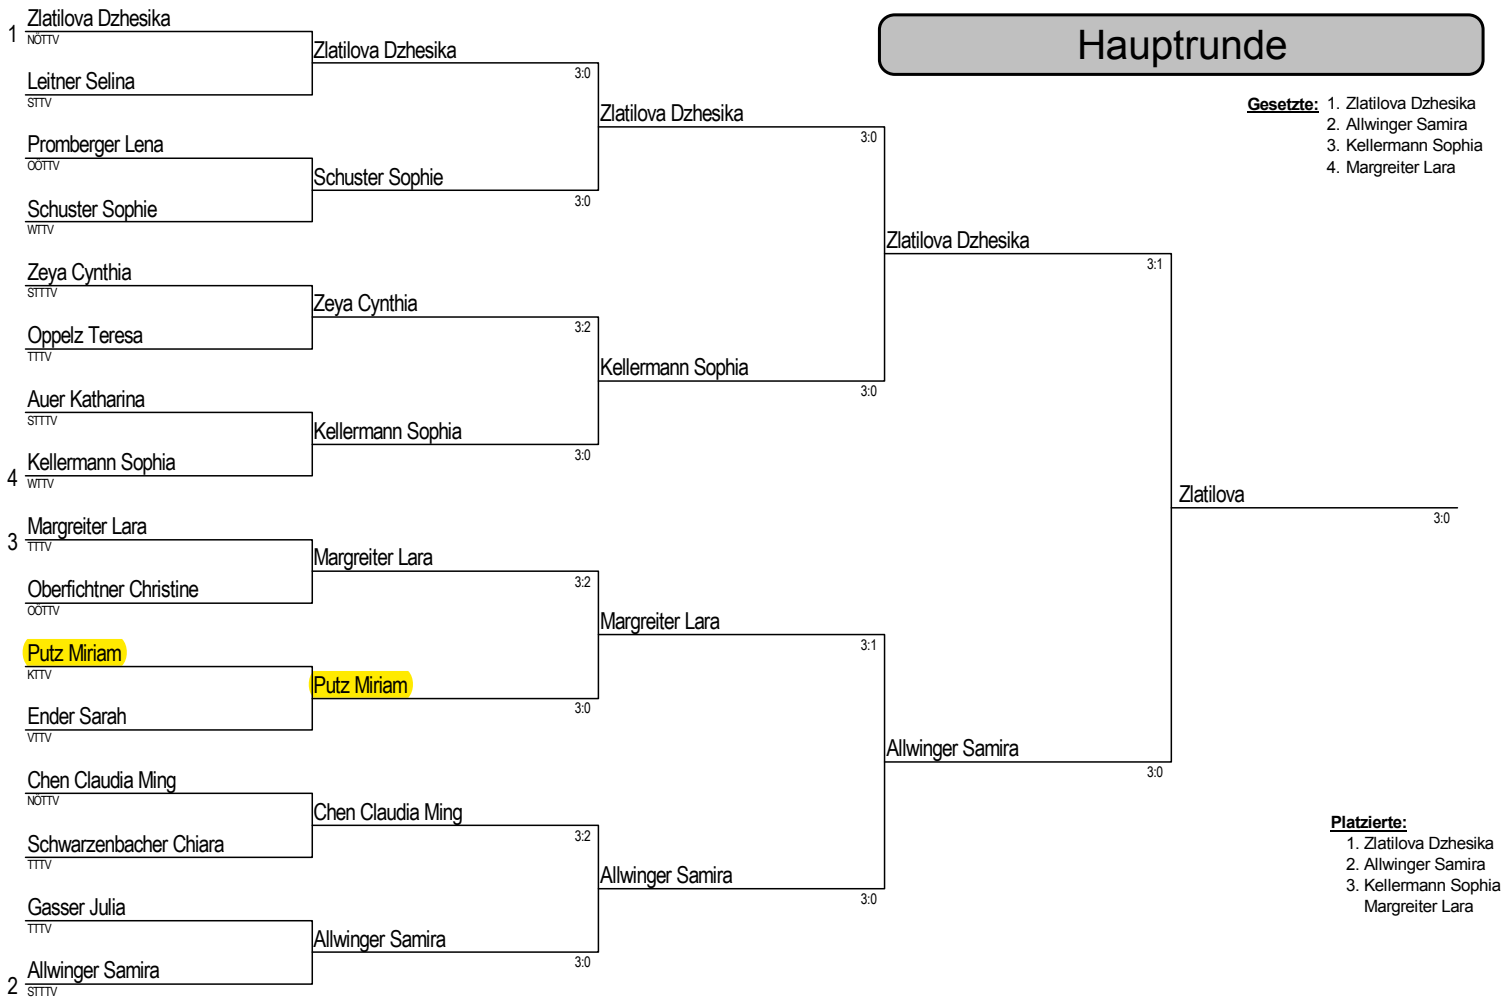 Hauptrunde
Gesetzte: 1. Zlatilova Dzhesika
2. Allwinger Samira
3. Kellermann Sophia
4. Margreiter Lara
1 Zlatilova Dzhesika
NÖTTV
Leitner Selina
STTV
Promberger Lena
OÖTTV
Schuster Sophie
WTTV
Zeya Cynthia
STTTV
Oppelz Teresa
TTTV
Auer Katharina
STTTV
4 Kellermann Sophia
WTTV
3 Margreiter Lara
TTTV
Oberfichtner Christine
OÖTTV
Putz Miriam
KTTV
Ender Sarah
VTTV
Chen Claudia Ming
NÖTTV
Schwarzenbacher Chiara
TTTV
Gasser Julia
TTTV
2 Allwinger Samira
STTTV
Zlatilova Dzhesika
3:0
Schuster Sophie
3:0
Zeya Cynthia
3:2
Kellermann Sophia
3:0
Margreiter Lara
3:2
Putz Miriam
3:0
Chen Claudia Ming
3:2
Allwinger Samira
3:0
Zlatilova Dzhesika
3:0
Kellermann Sophia
3:0
Margreiter Lara
3:1
Allwinger Samira
3:0
Zlatilova Dzhesika
3:1
Allwinger Samira
3:0
Zlatilova
3:0
Platzierte:
1. Zlatilova Dzhesika
2. Allwinger Samira
3. Kellermann Sophia
Margreiter Lara